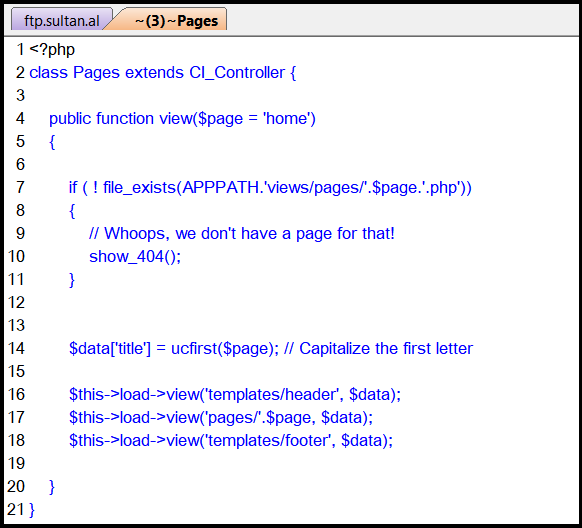 ftp.sultan.al ~(3)~Pages
1 <?php
2 class Pages extends CI_Controller {
3
4 public function view($page = 'home')
5 {
6
7 if ( ! file_exists(APPPATH.'views/pages/'.$page.'.php'))
8 {
9 // Whoops, we don't have a page for that!
10 show_404();
11 }
12
13
14 $data['title'] = ucfirst($page); // Capitalize the first letter
15
16 $this->load->view('templates/header', $data);
17 $this->load->view('pages/'.$page, $data);
18 $this->load->view('templates/footer', $data);
19
20 }
21 }